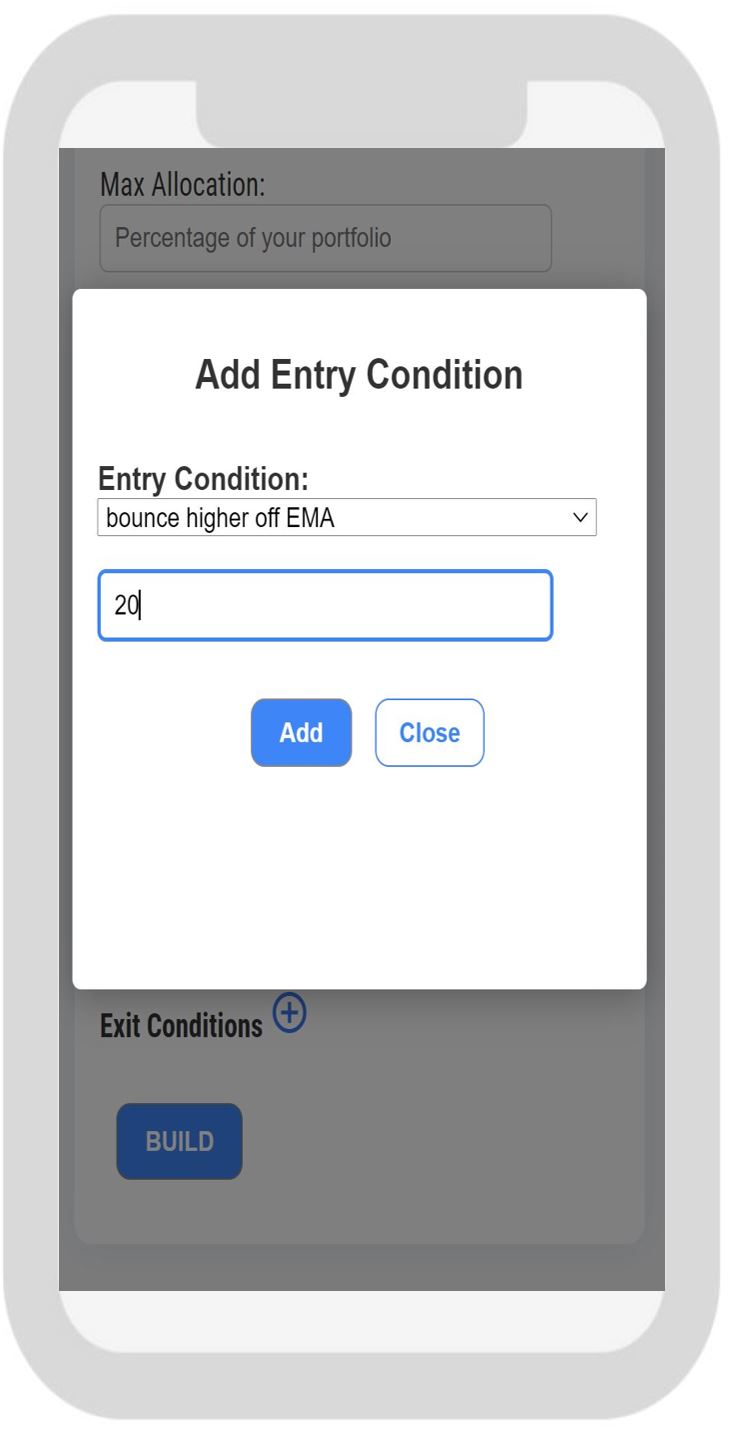 Max Allocation:
Percentage of your portfolio
Add Entry Condition
Entry Condition:
bounce higher off EMA
20
Add Close
Exit Conditions
BUILD